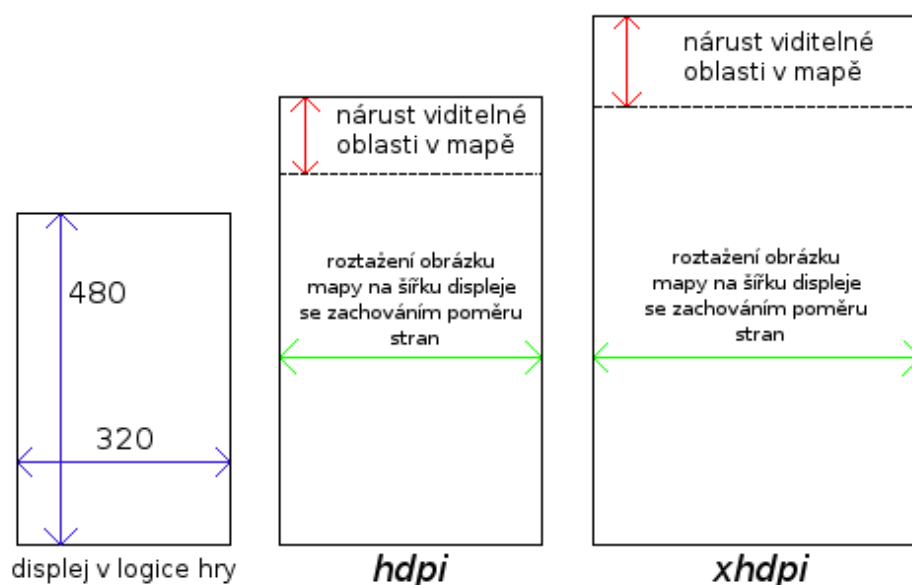 nárust viditelné
oblasti v mapě
nárust viditelné
oblasti v mapě
480
320
roztažení obrázku
mapy na šířku displeje
se zachováním poměru
stran
roztažení obrázku
mapy na šířku displeje
se zachováním poměru
stran
displej v logice hry
hdpi
xhdpi